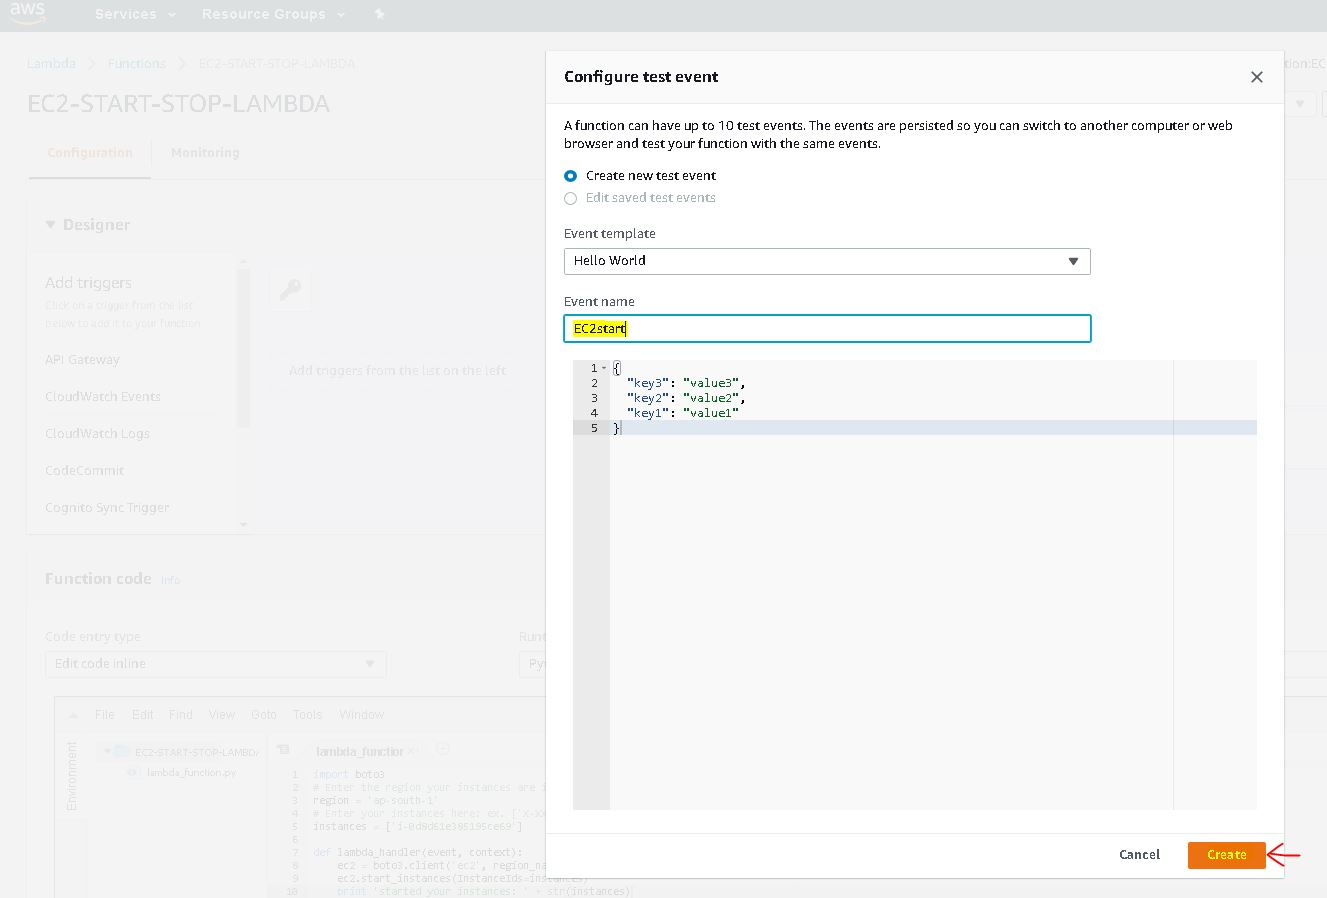 aws
Services
Resource Groups
Lambda
Functions
EC2-START-STOP-LAMBDA
tion:EC
EC2-START-STOP-LAMBDA
Configuration
Monitoring
Designer
Add triggers
Click on a trigger from the list
below to add it to your function
API Gateway
CloudWatch Events
CloudWatch Logs
CodeCommit
Cognito Sync Trigger
Add triggers from the list on the left
Function code Info
Code entry type
Edit code inline
Runt
Py
File Edit Find View Goto Tools Window
Environment
EC2-START-STOP-LAMBDA
lambda_function.py
lambda_function
1 import boto3
2 # Enter the region your instances are i
3 region = 'ap-south-1'
4 # Enter your instances here: ex. ['X-XX
5 instances =
6
7 def lambda_handler(event, context):
8 ec2 = boto3.client('ec2', region_na
9 ec2.start_instances(InstanceIds=instances)
10 print 'started your instances: ' + str(instances)
Configure test event
A function can have up to 10 test events. The events are persisted so you can switch to another computer or web
browser and test your function with the same events.
Create new test event
Edit saved test events
Event template
Hello World
Event name
EC2start
1 {
2 "key3": "value3",
3 "key2": "value2",
4 "key1": "value1"
5 }
Cancel
Create